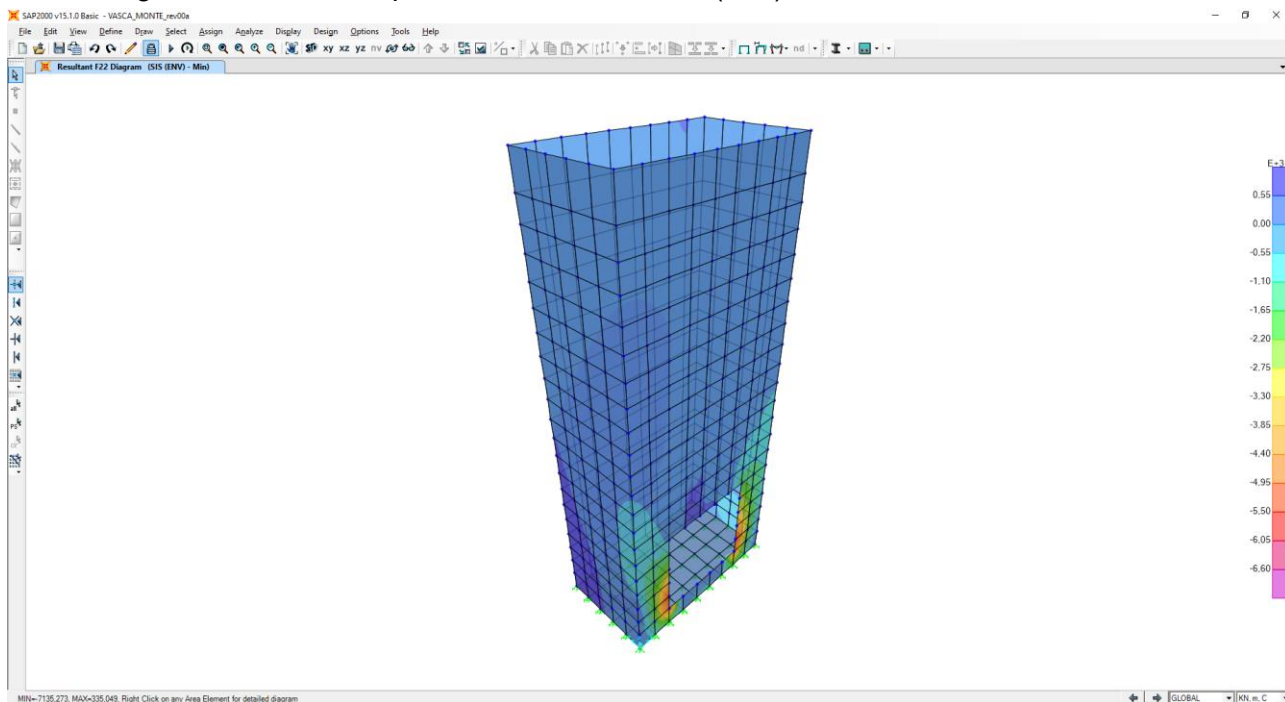 SAP2000 v15.1.0 Basic - VASCA_MONTE_rev00a
File Edit View Define Draw Select Assign Analyze Display Design Options Tools Help
xy xz yz nv nd
Resultant F22 Diagram (SIS (ENV) - Min)
E+3
0.55
0.00
-0.55
-1.10
-1.65
-2.20
-2.75
-3.30
-3.85
-4.40
-4.95
-5.50
-6.05
-6.60
MIN=-7135.273, MAX=335.049, Right Click on any Area Element for detailed diagram
GLOBAL KN, m, C